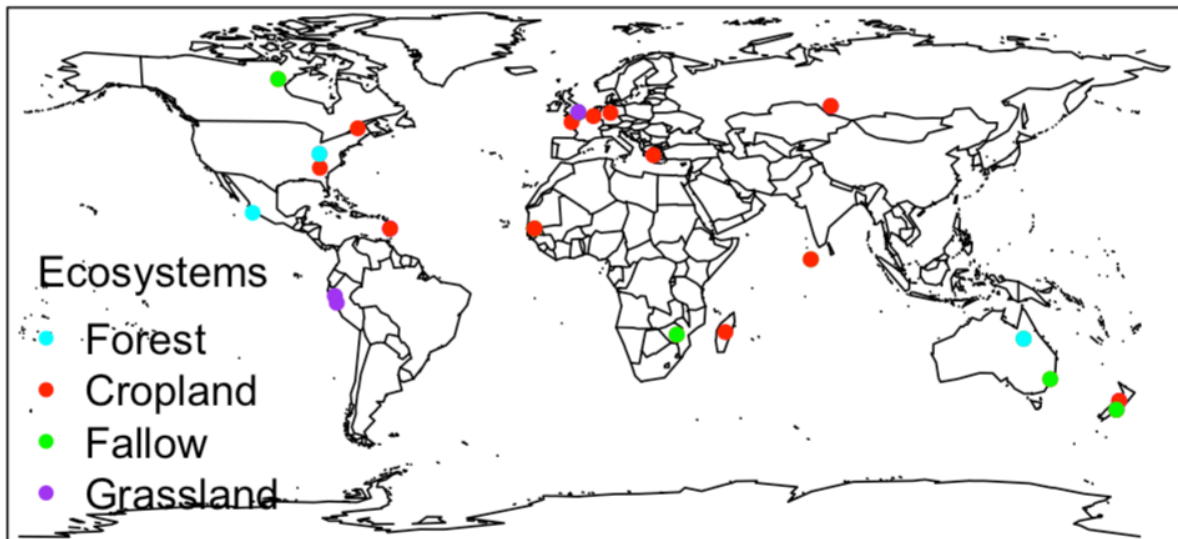 Ecosystems
Forest
Cropland
Fallow
Grassland